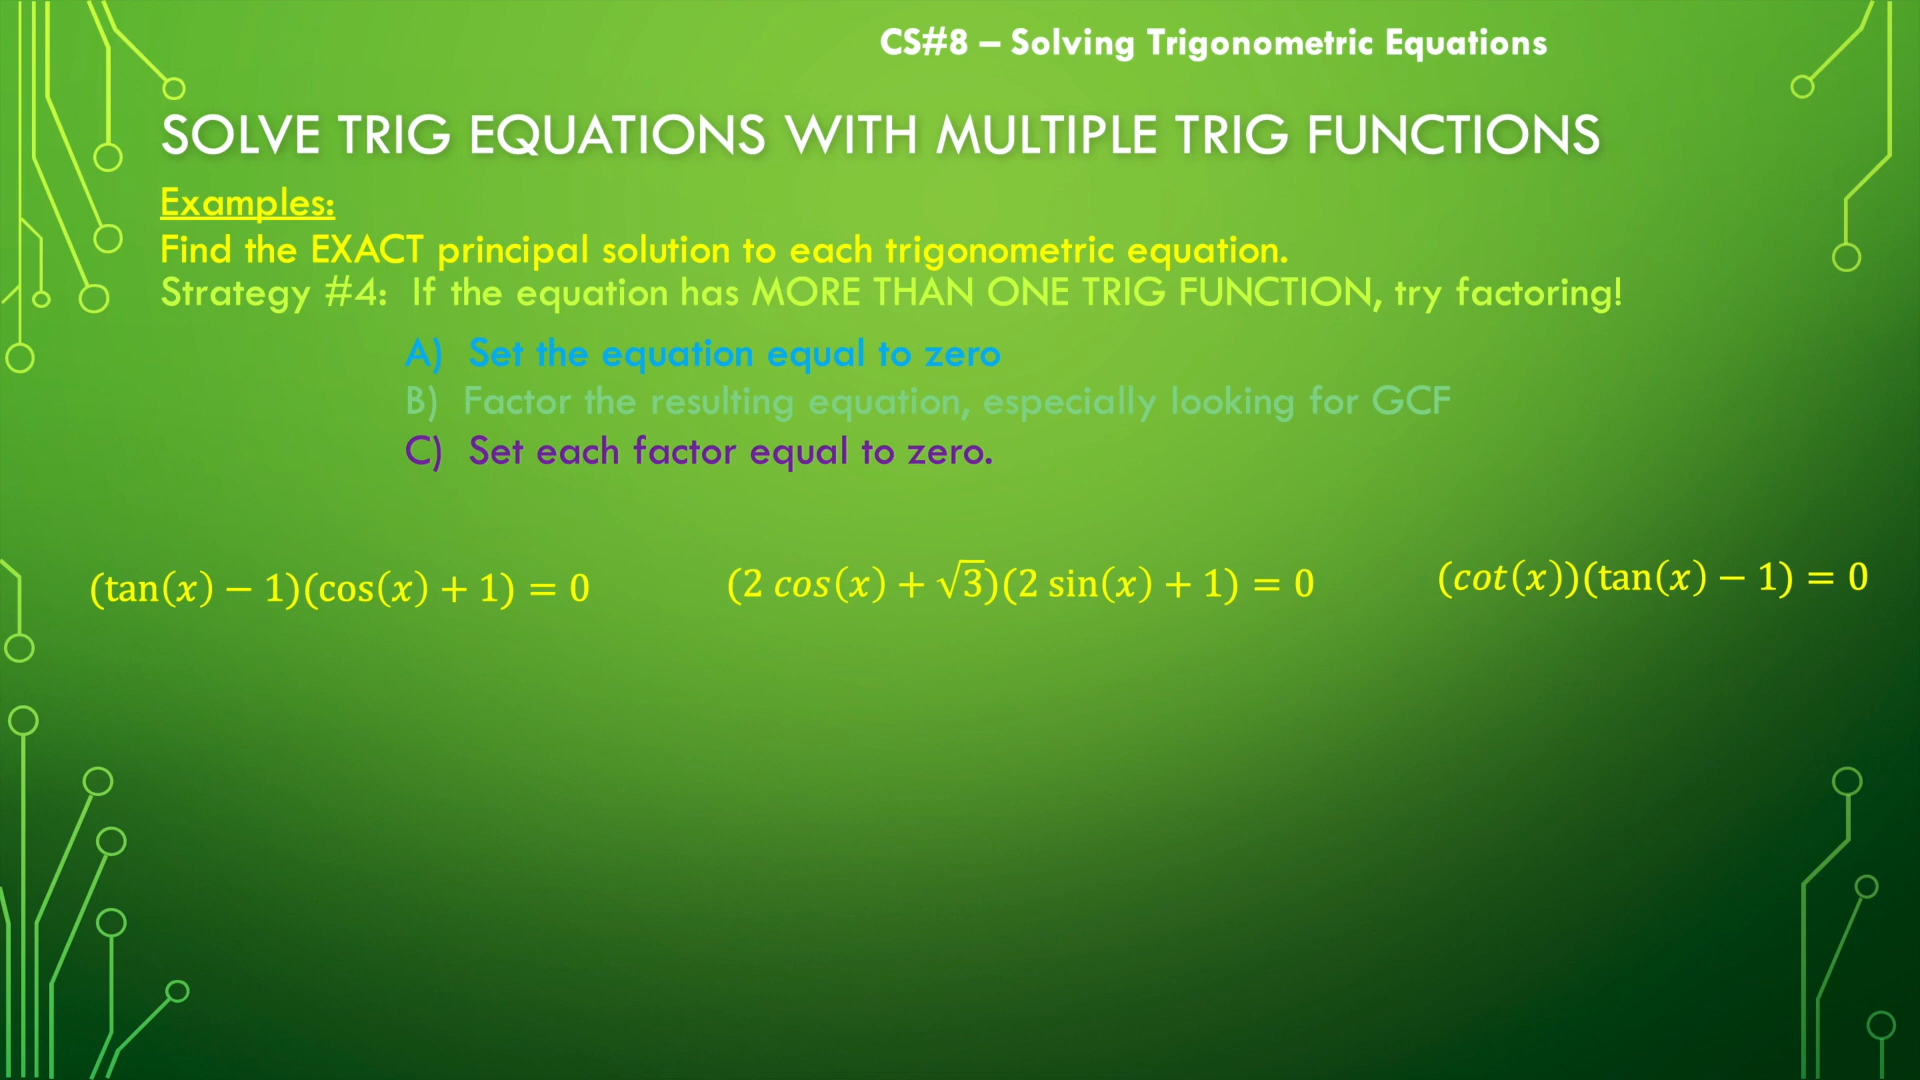 CS#8 – Solving Trigonometric Equations
SOLVE TRIG EQUATIONS WITH MULTIPLE TRIG FUNCTIONS
Examples:
Find the EXACT principal solution to each trigonometric equation.
Strategy #4: If the equation has MORE THAN ONE TRIG FUNCTION, try factoring!
A) Set the equation equal to zero
B) Factor the resulting equation, especially looking for GCF
C) Set each factor equal to zero.
(tan(x) − 1)(cos(x) + 1) = 0
(2 cos(x) + √3)(2 sin(x) + 1) = 0
(cot(x))(tan(x) − 1) = 0